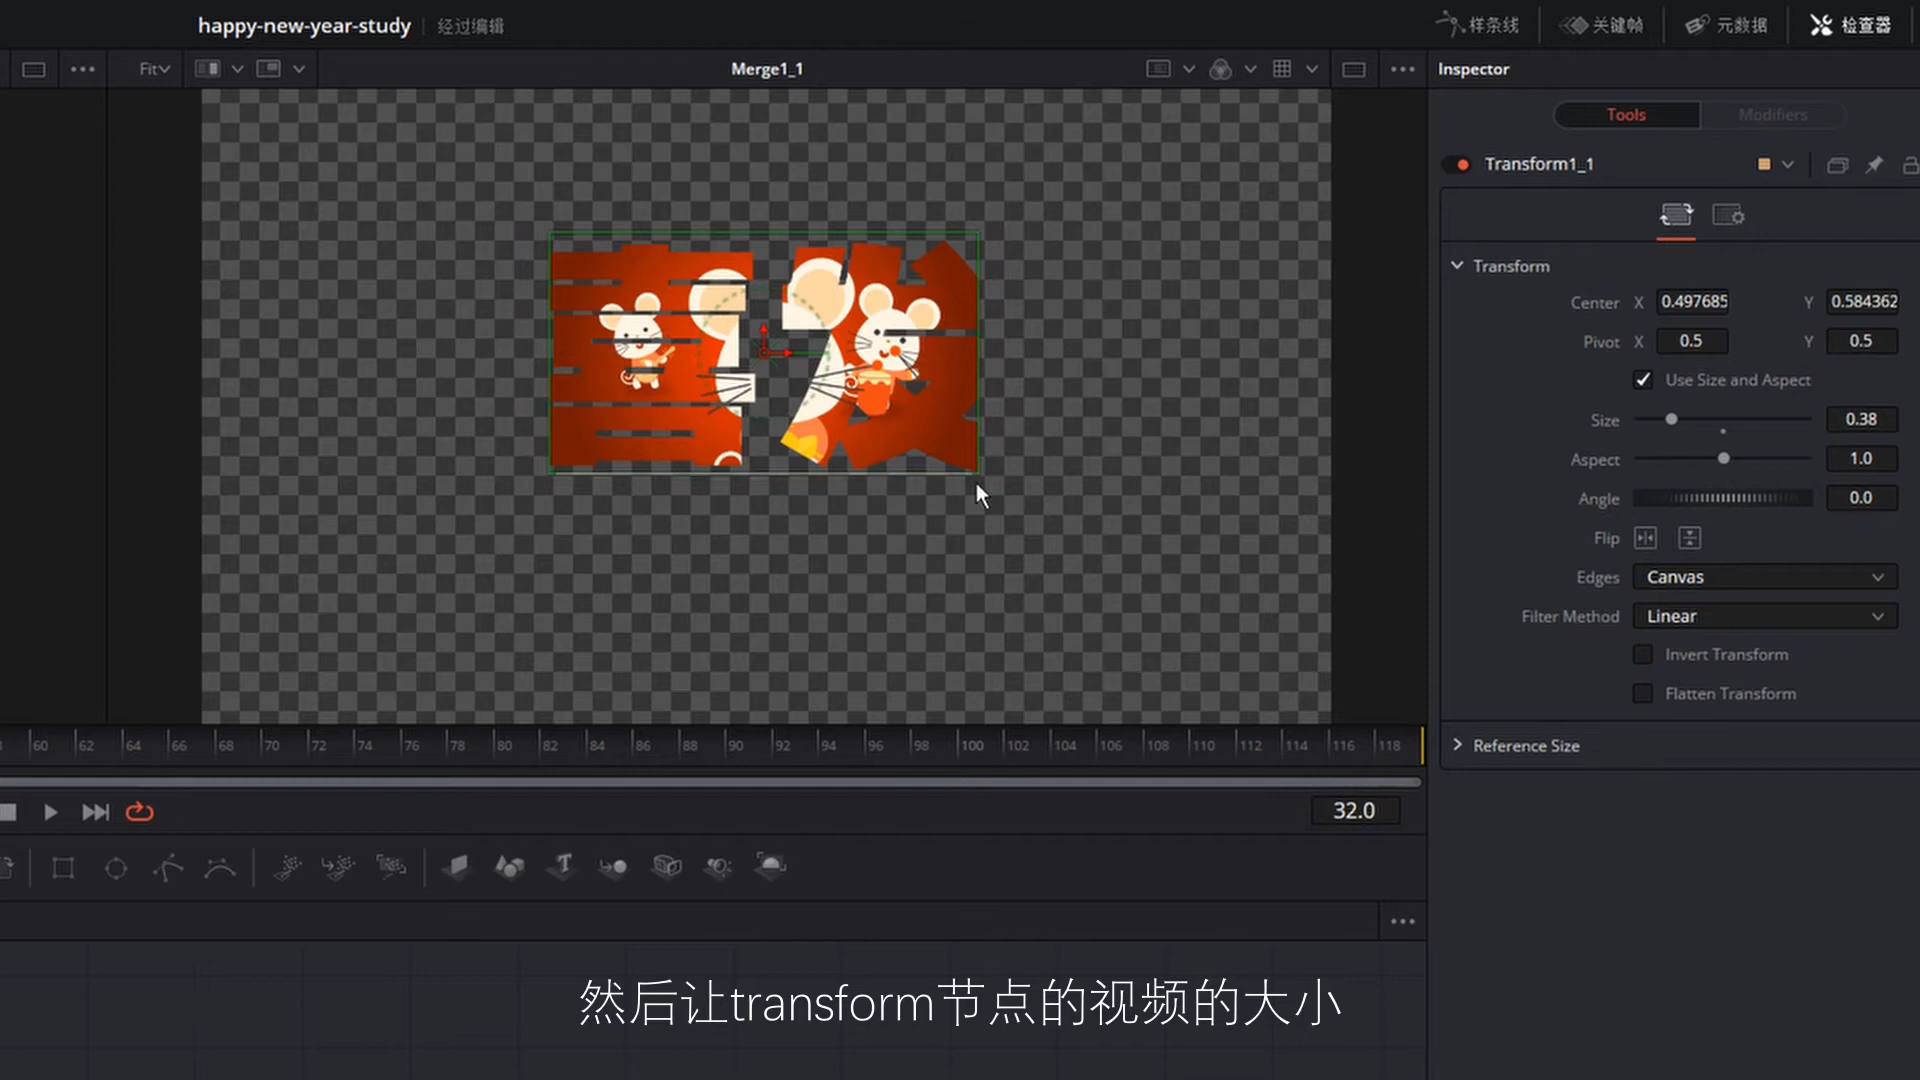 happy-new-year-study
经过编辑
样条线
关键帧
元数据
检查器
Fit
Merge1_1
Inspector
Tools
Modifiers
Transform1_1
Transform
Center X 0.497685 Y 0.584362
Pivot X 0.5 Y 0.5
Use Size and Aspect
Size 0.38
Aspect 1.0
Angle 0.0
Flip
Edges Canvas
Filter Method Linear
Invert Transform
Flatten Transform
Reference Size
60 62 64 66 68 70 72 74 76 78 80 82 84 86 88 90 92 94 96 98 100 102 104 106 108 110 112 114 116 118
32.0
然后让transform节点的视频的大小